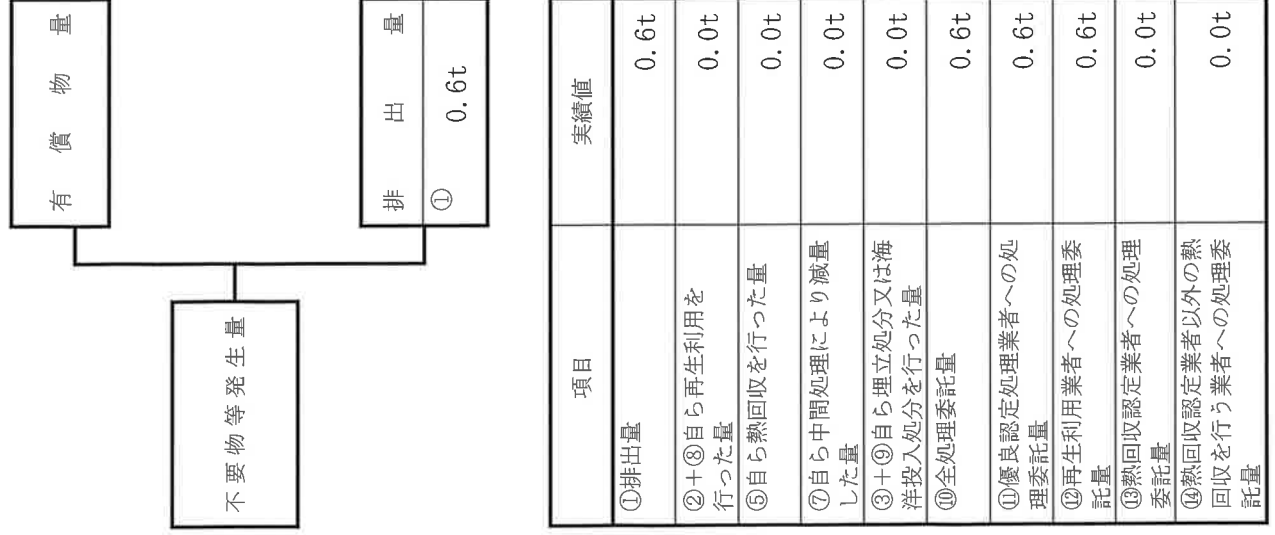 不要物等発生量
有償物量
排出量
① 0.6t
項目 実績値
①排出量 0.6t
②+⑧自ら再生利用を
行った量 0.0t
⑤自ら熱回収を行った量 0.0t
⑦自ら中間処理により減量
した量 0.0t
③+⑨自ら埋立処分又は海
洋投入処分を行った量 0.0t
⑩全処理委託量 0.6t
⑪優良認定処理業者への処
理委託量 0.6t
⑫再生利用業者への処理委
託量 0.6t
⑬熱回収認定業者への処理
委託量 0.0t
⑭熱回収認定業者以外の熱
回収を行う業者への処理委
託量 0.0t